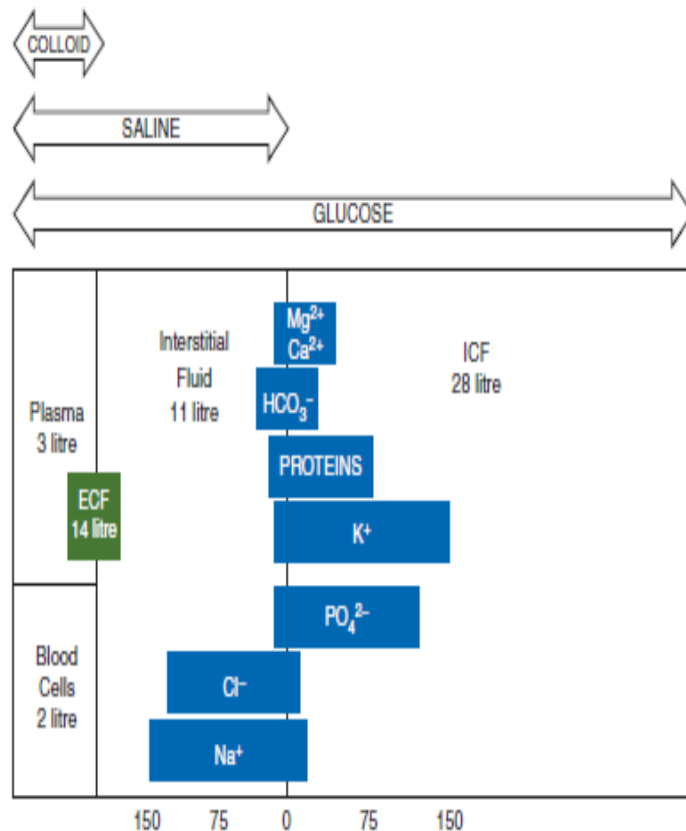 COLLOID
SALINE
GLUCOSE
Mg²⁺
Ca²⁺
Interstitial
Fluid
11 litre
ICF
28 litre
HCO₃⁻
Plasma
3 litre
PROTEINS
ECF
14 litre
K⁺
PO₄²⁻
Blood
Cells
2 litre
Cl⁻
Na⁺
150 75 0 75 150